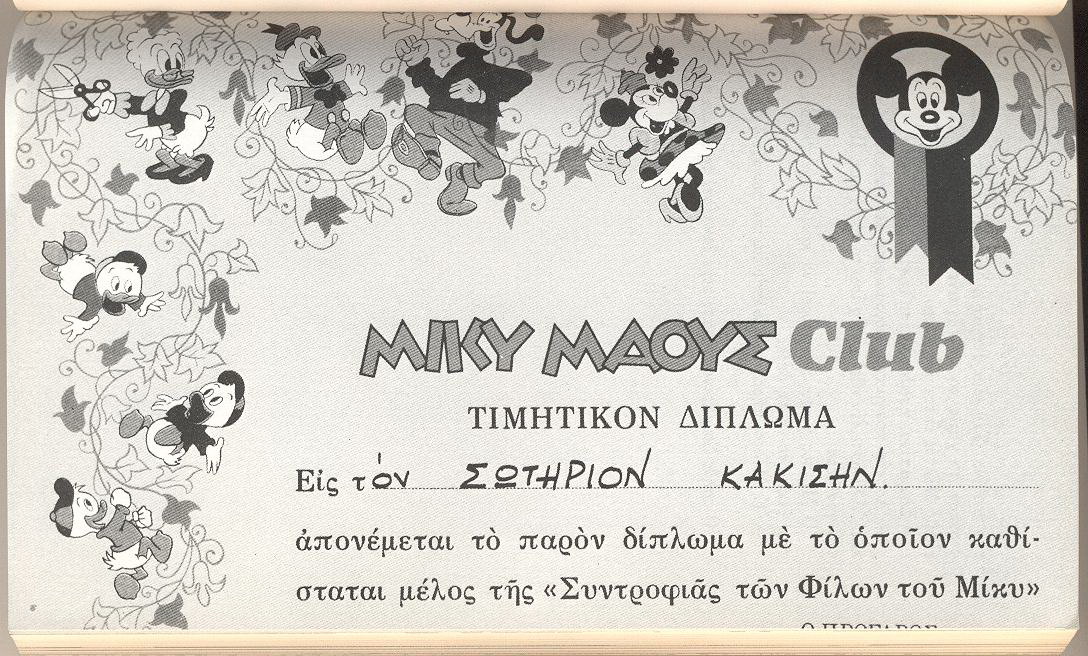 ΜΙΚΥ ΜΑΟΥΣ Club
ΤΙΜΗΤΙΚΟΝ ΔΙΠΛΩΜΑ
Εἰς τὸν ΣΩΤΗΡΙΟΝ ΚΑΚΙΣΗΝ.
ἀπονέμεται τὸ παρὸν δίπλωμα μὲ τὸ ὁποῖον καθί-
σταται μέλος τῆς «Συντροφιᾶς τῶν Φίλων τοῦ Μίκυ»